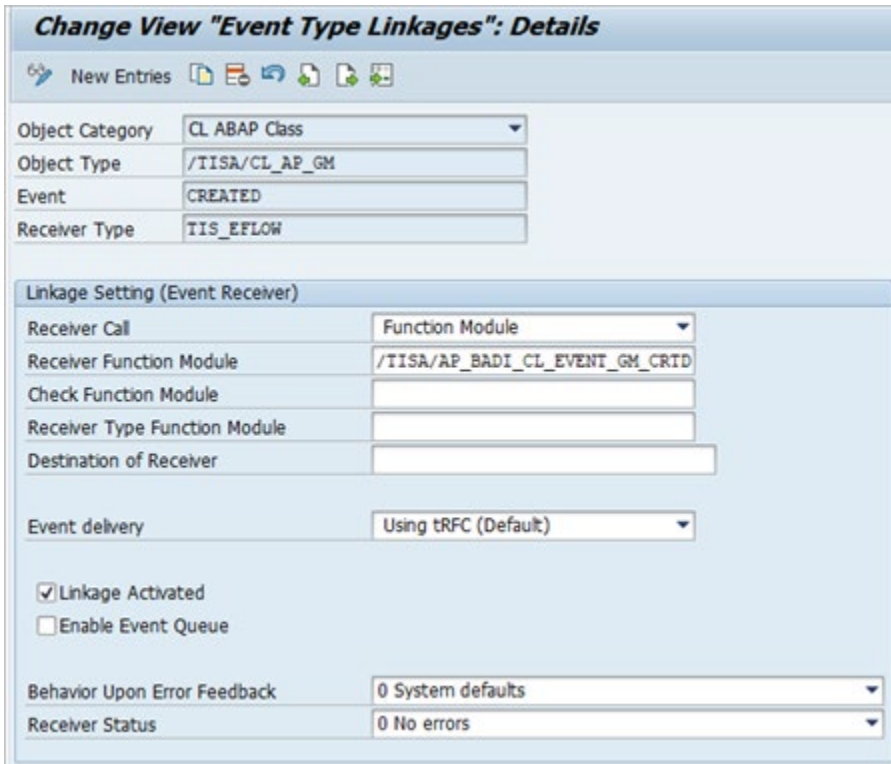 Change View "Event Type Linkages": Details
New Entries
Object Category CL ABAP Class
Object Type /TISA/CL_AP_GM
Event CREATED
Receiver Type TIS_EFLOW
Linkage Setting (Event Receiver)
Receiver Call Function Module
Receiver Function Module /TISA/AP_BADI_CL_EVENT_GM_CRTD
Check Function Module
Receiver Type Function Module
Destination of Receiver
Event delivery Using tRFC (Default)
Linkage Activated
Enable Event Queue
Behavior Upon Error Feedback 0 System defaults
Receiver Status 0 No errors